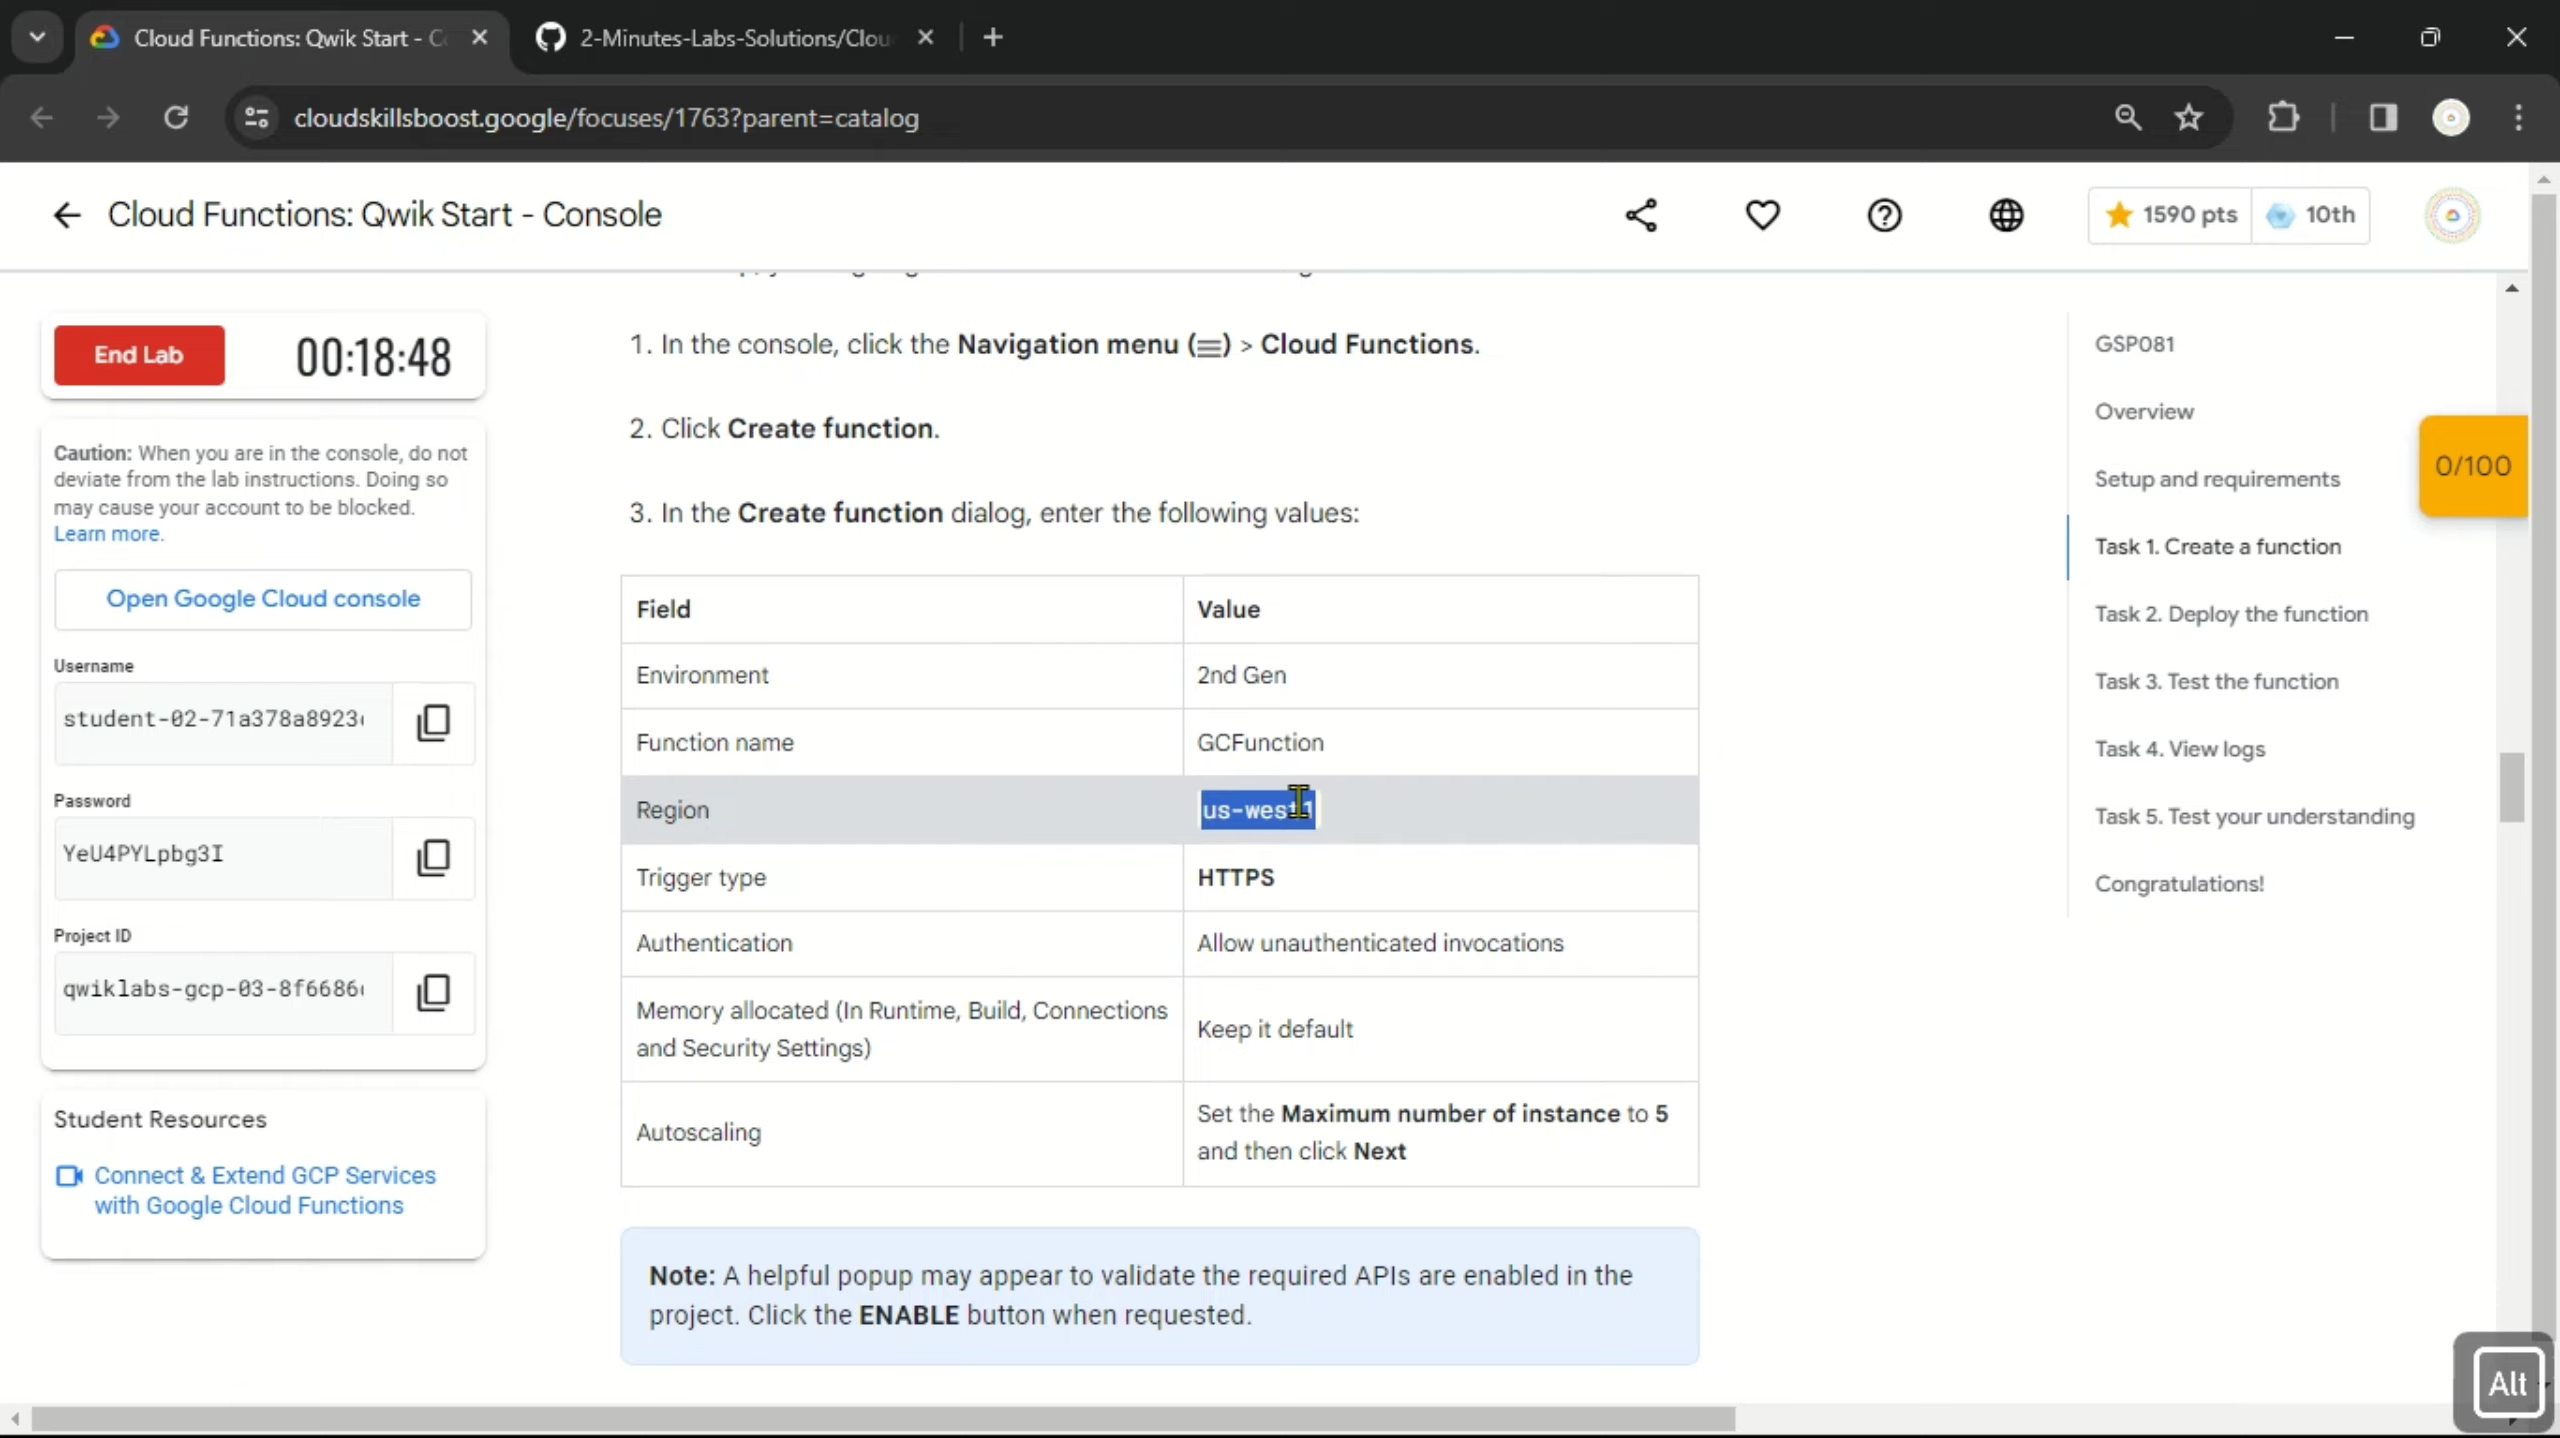 Cloud Functions: Qwik Start - C
2-Minutes-Labs-Solutions/Clou
cloudskillsboost.google/focuses/1763?parent=catalog
Cloud Functions: Qwik Start - Console
1590 pts
10th
End Lab
00:18:48
Caution: When you are in the console, do not
deviate from the lab instructions. Doing so
may cause your account to be blocked.
Learn more.
Open Google Cloud console
Username
student-02-71a378a8923
Password
YeU4PYLpbg3I
Project ID
qwiklabs-gcp-03-8f6686
Student Resources
Connect & Extend GCP Services
with Google Cloud Functions
1. In the console, click the Navigation menu (≡) > Cloud Functions.
2. Click Create function.
3. In the Create function dialog, enter the following values:
Field Value
Environment 2nd Gen
Function name GCFunction
Region us-west1
Trigger type HTTPS
Authentication Allow unauthenticated invocations
Memory allocated (In Runtime, Build, Connections
and Security Settings) Keep it default
Autoscaling Set the Maximum number of instance to 5
and then click Next
Note: A helpful popup may appear to validate the required APIs are enabled in the
project. Click the ENABLE button when requested.
GSP081
Overview
Setup and requirements
Task 1. Create a function
Task 2. Deploy the function
Task 3. Test the function
Task 4. View logs
Task 5. Test your understanding
Congratulations!
0/100
Alt